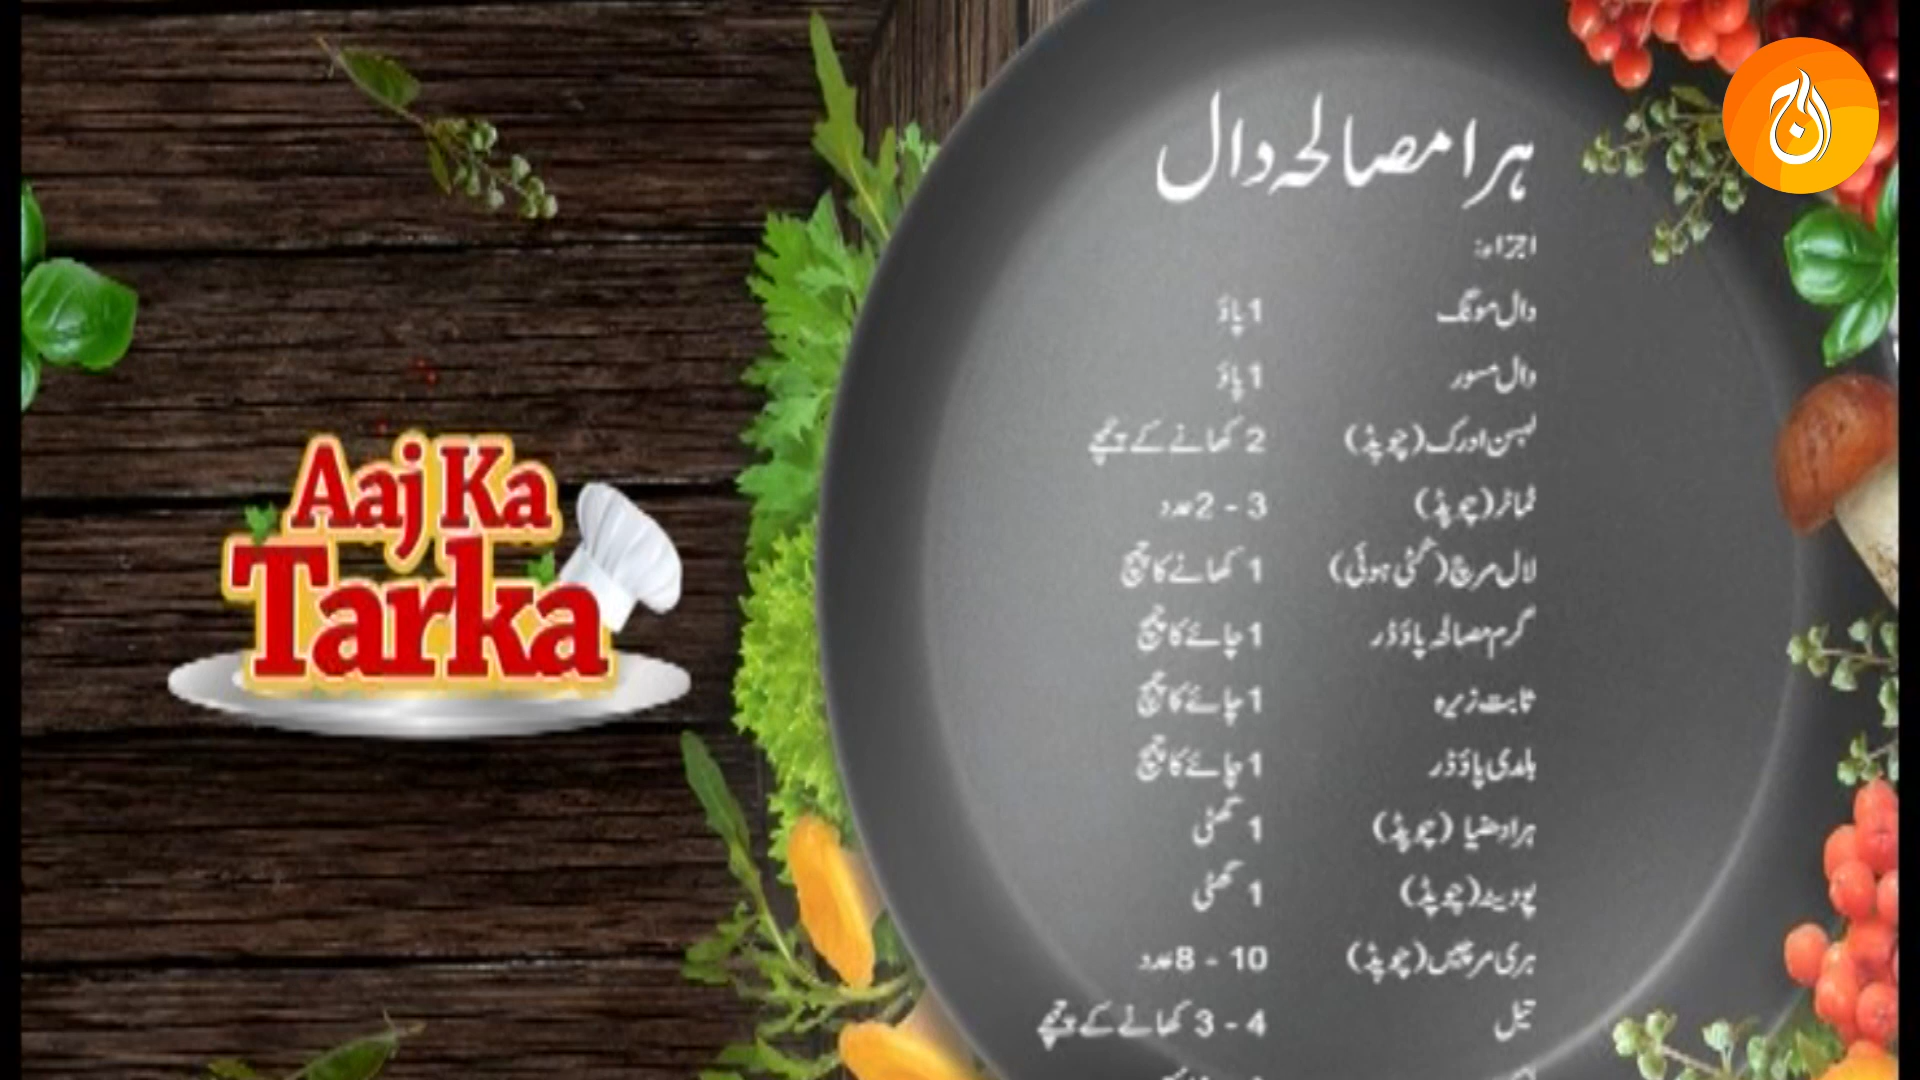 آج
ہرا مصالحہ دال
اجزاء:
دال مونگ 1 پاؤ
دال مسور 1 پاؤ
لہسن ادرک (چوپڈ) 2 کھانے کے چمچے
ٹماٹر (چوپڈ) 3 - 2 عدد
لال مرچ (کٹی ہوئی) 1 کھانے کا چمچ
گرم مصالحہ پاؤڈر 1 چائے کا چمچ
ثابت زیرہ 1 چائے کا چمچ
ہلدی پاؤڈر 1 چائے کا چمچ
ہرا دھنیا (چوپڈ) 1 گٹھی
پودینہ (چوپڈ) 1 گٹھی
ہری مرچیں (چوپڈ) 10 - 8 عدد
تیل 4 - 3 کھانے کے چمچے
Aaj Ka
Tarka